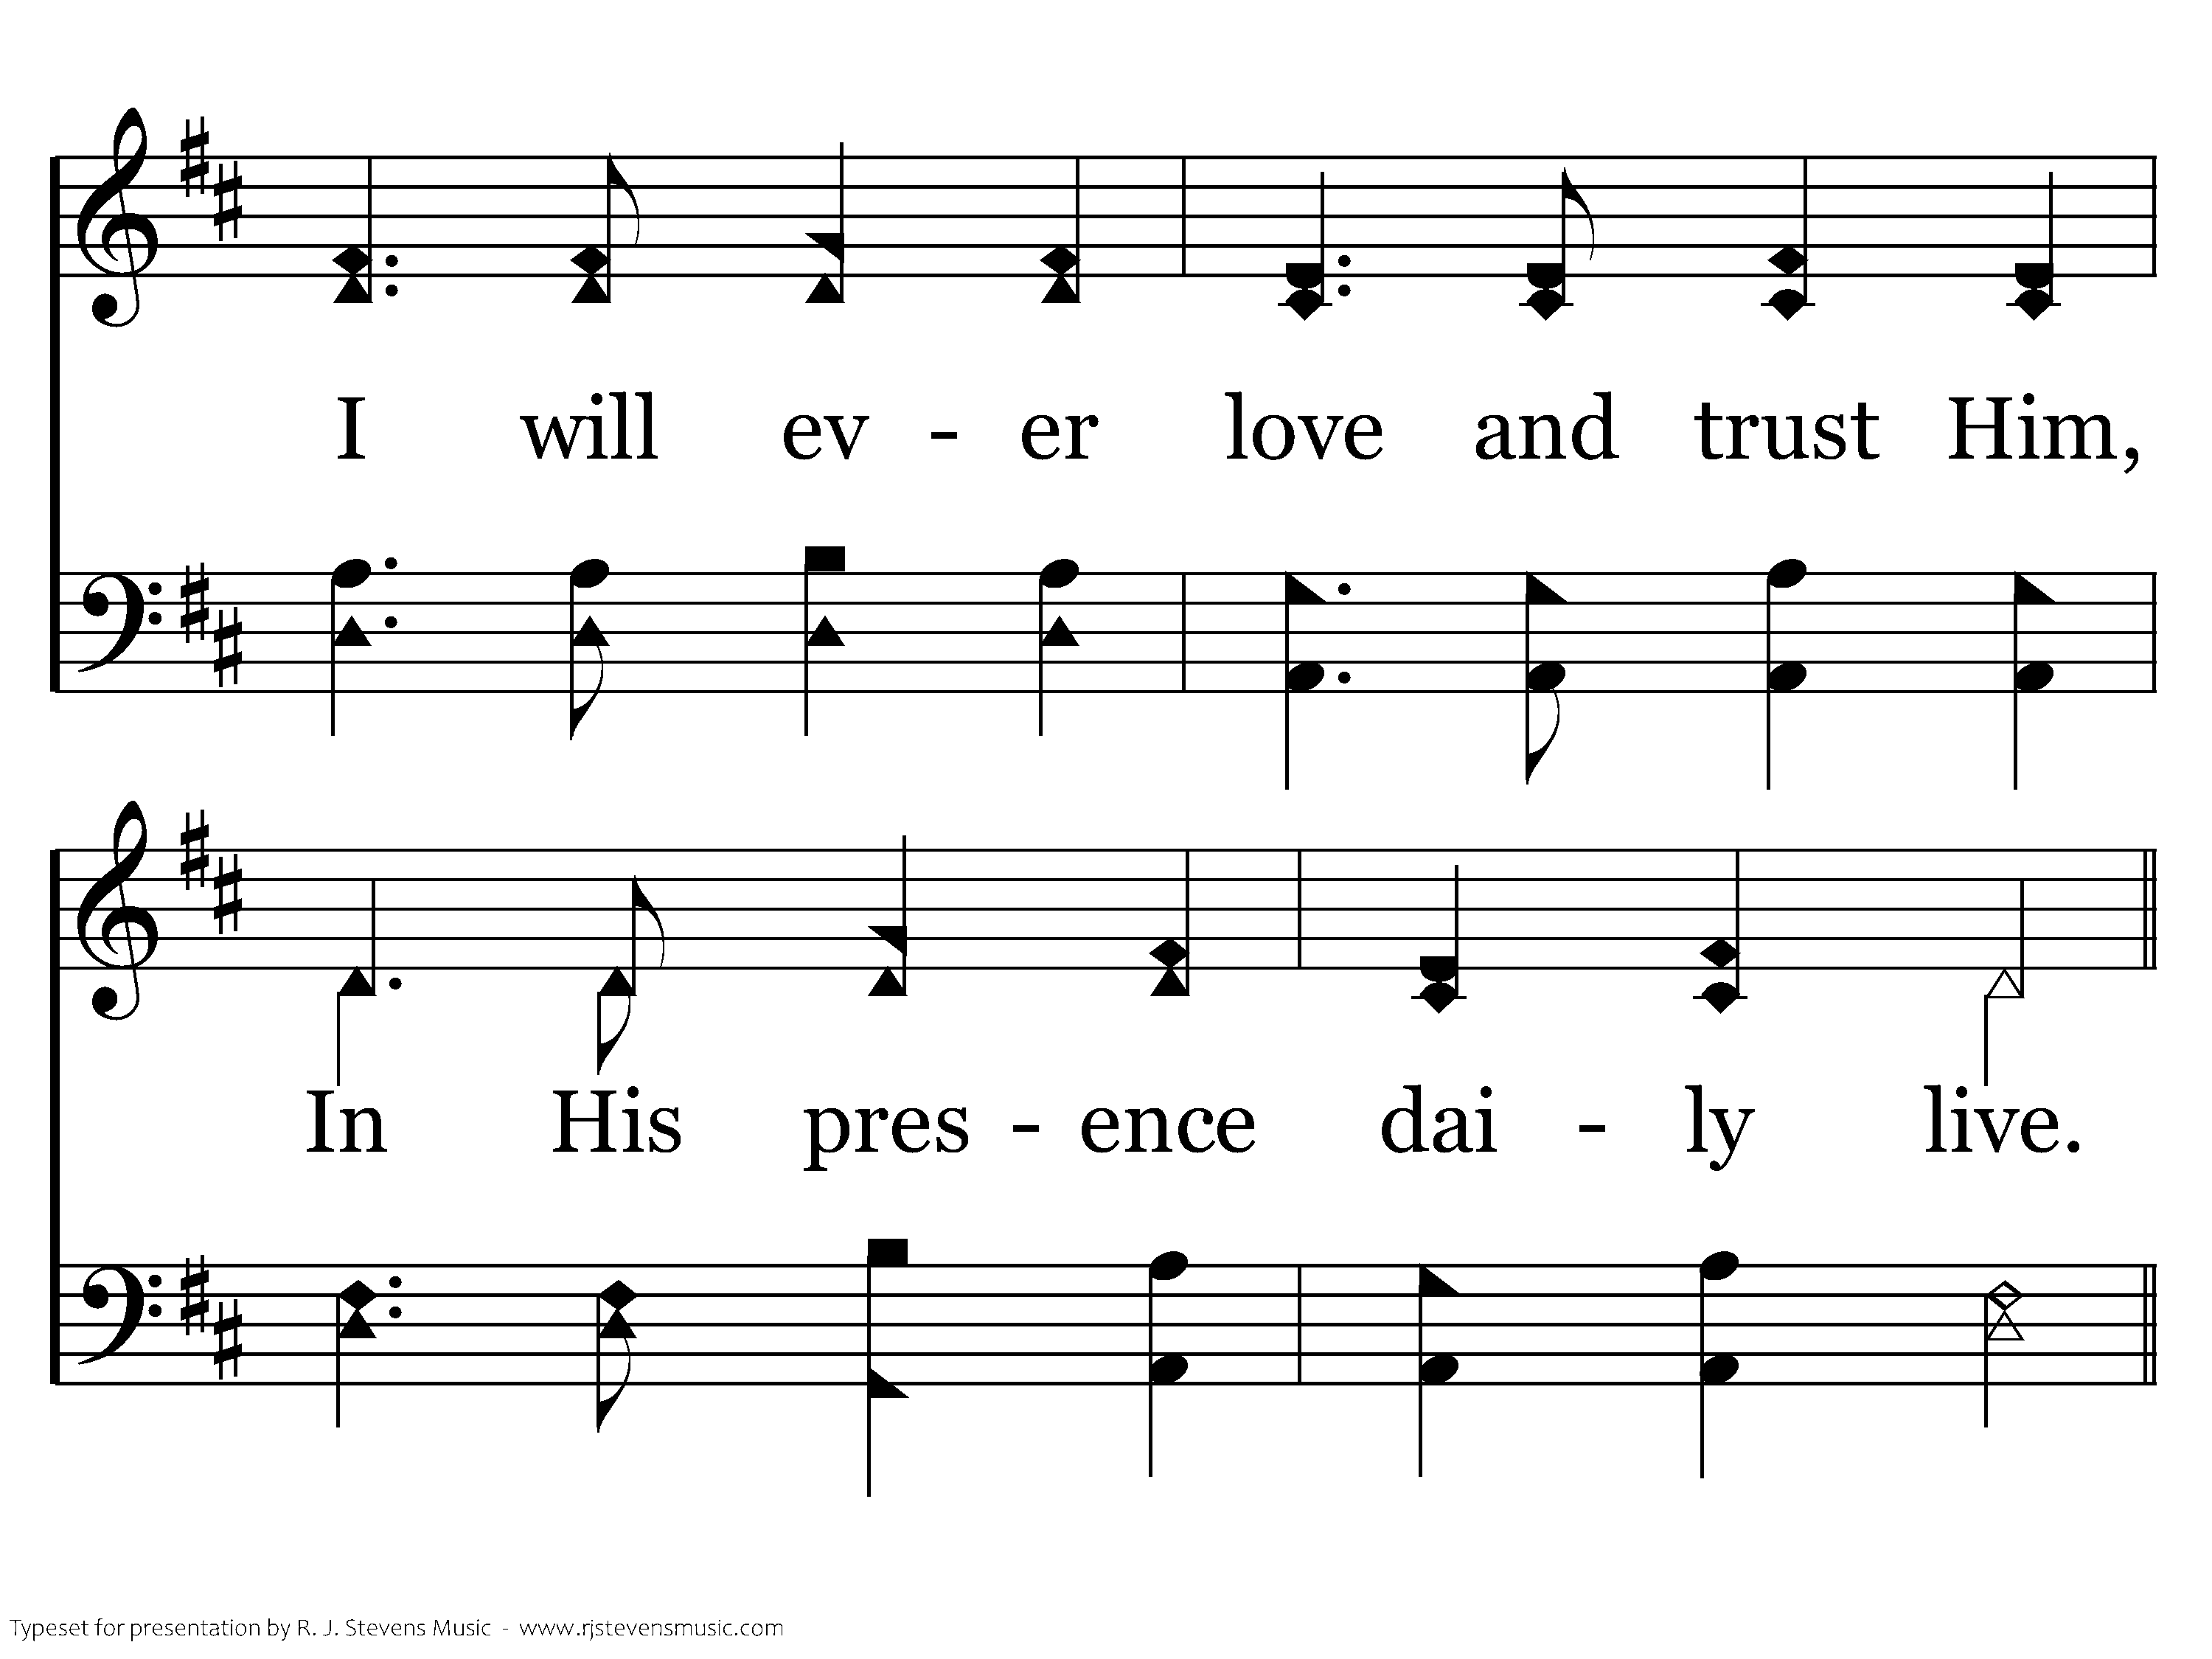 I will ev - er love and trust Him,
In His pres - ence dai - ly live.
Typeset for presentation by R. J. Stevens Music - www.rjstevensmusic.com